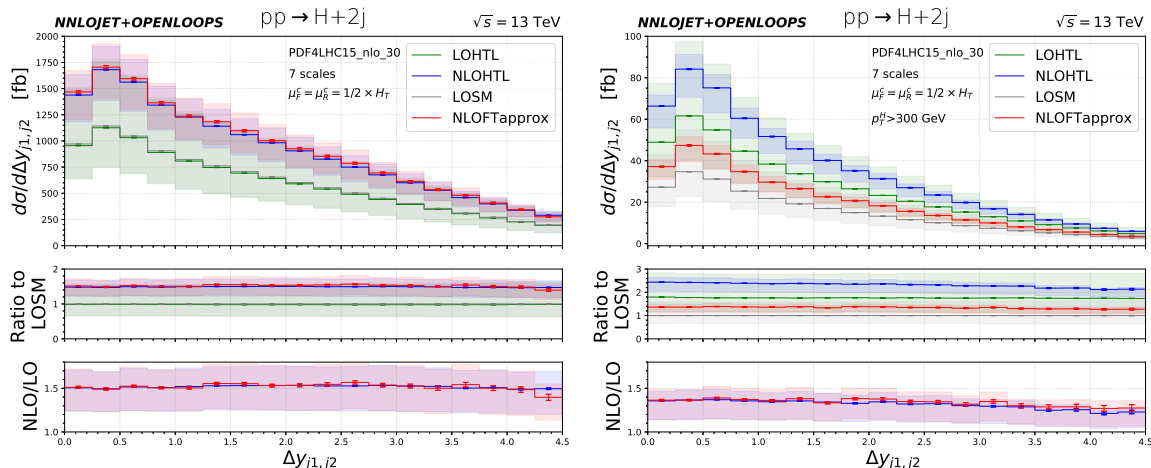 NNLOJET+OPENLOOPS pp → H+2j √s = 13 TeV
2000
1750
1500
1250
1000
750
500
250
0
dσ/dΔy_{j1,j2} [fb]
PDF4LHC15_nlo_30
7 scales
μ_F^c = μ_R^c = 1/2 × H_T
LOHTL
NLOHTL
LOSM
NLOFTapprox
2
1
0
Ratio to
LOSM
1.5
1.0
NLO/LO
0.0 0.5 1.0 1.5 2.0 2.5 3.0 3.5 4.0 4.5
Δy_{j1,j2}
NNLOJET+OPENLOOPS pp → H+2j √s = 13 TeV
100
80
60
40
20
0
dσ/dΔy_{j1,j2} [fb]
PDF4LHC15_nlo_30
7 scales
μ_F^c = μ_R^c = 1/2 × H_T
p_T^H>300 GeV
LOHTL
NLOHTL
LOSM
NLOFTapprox
3
2
1
0
Ratio to
LOSM
1.5
1.0
NLO/LO
0.0 0.5 1.0 1.5 2.0 2.5 3.0 3.5 4.0 4.5
Δy_{j1,j2}